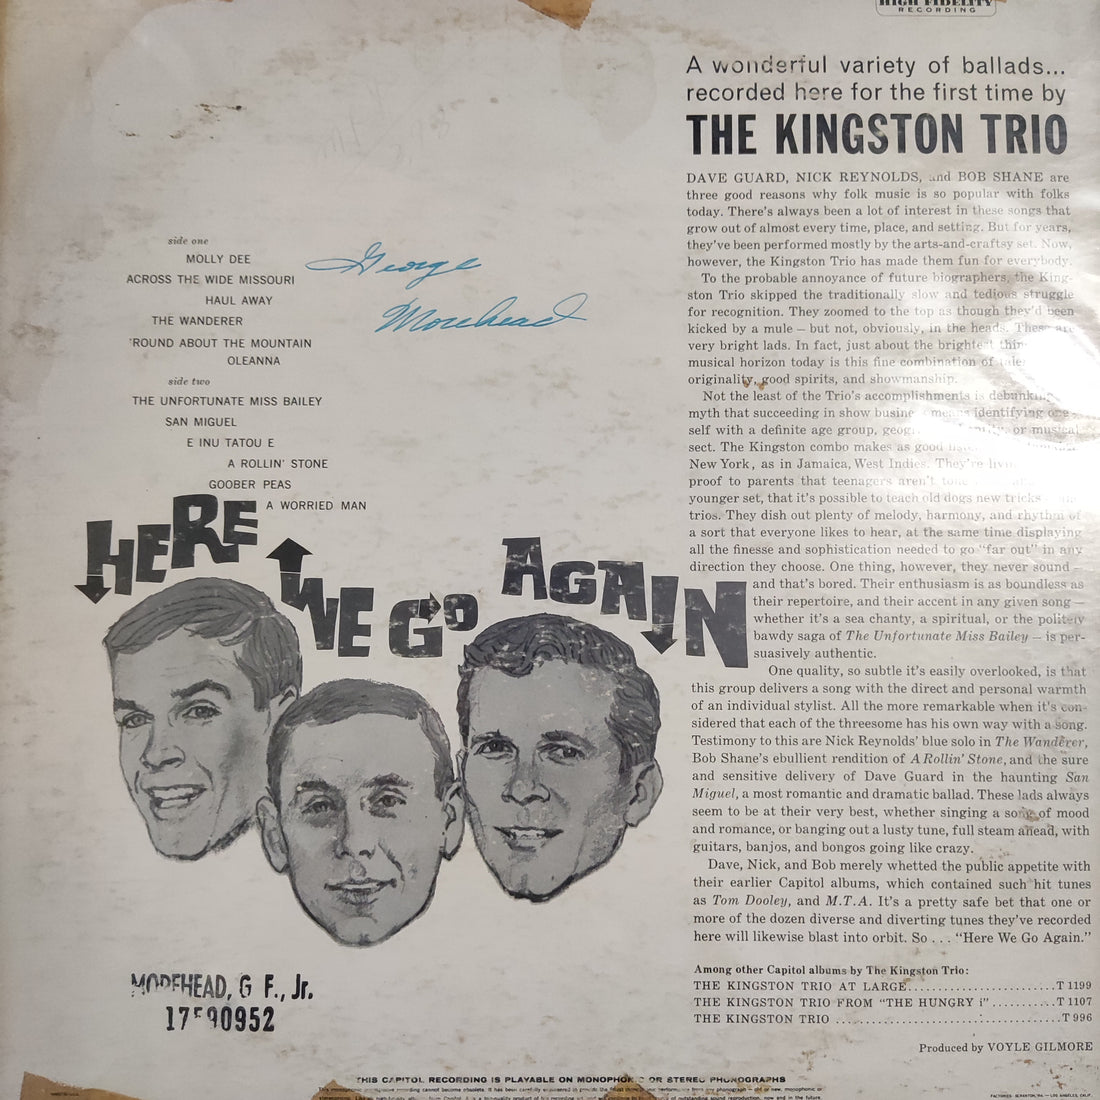 HIGH FIDELITY
RECORDING
A wonderful variety of ballads...
recorded here for the first time by
THE KINGSTON TRIO
DAVE GUARD, NICK REYNOLDS, and BOB SHANE are
three good reasons why folk music is so popular with folks
today. There's always been a lot of interest in these songs that
grow out of almost every time, place, and setting. But for years,
they've been performed mostly by the arts-and-craftsy set. Now,
however, the Kingston Trio has made them fun for everybody.
To the probable annoyance of future biographers, the King-
ston Trio skipped the traditionally slow and tedious struggle
for recognition. They zoomed to the top as though they'd been
kicked by a mule – but not, obviously, in the heads. These are
very bright lads. In fact, just about the brightest
musical horizon today is this fine combination of
originality, good spirits, and showmanship.
Not the least of the Trio's accomplishments is
myth that succeeding in show means identifying
self with a definite age group, or musical
sect. The Kingston combo makes as good
New York, as in Jamaica, West Indies. They're
proof to parents that teenagers aren't
younger set, that it's possible to teach old dogs new tricks
trios. They dish out plenty of melody, harmony, and rhythm of
a sort that everyone likes to hear, at the same time displaying
all the finesse and sophistication needed to go "far out" in any
direction they choose. One thing, however, they never sound –
and that's bored. Their enthusiasm is as boundless as
their repertoire, and their accent in any given song –
whether it's a sea chanty, a spiritual, or the politely
bawdy saga of The Unfortunate Miss Bailey – is per-
suasively authentic.
One quality, so subtle it's easily overlooked, is that
this group delivers a song with the direct and personal warmth
of an individual stylist. All the more remarkable when it's con-
sidered that each of the threesome has his own way with a song.
Testimony to this are Nick Reynolds' blue solo in The Wanderer,
Bob Shane's ebullient rendition of A Rollin' Stone, and the sure
and sensitive delivery of Dave Guard in the haunting San
Miguel, a most romantic and dramatic ballad. These lads always
seem to be at their very best, whether singing a song of mood
and romance, or banging out a lusty tune, full steam ahead, with
guitars, banjos, and bongos going like crazy.
Dave, Nick, and Bob merely whetted the public appetite with
their earlier Capitol albums, which contained such hit tunes
as Tom Dooley, and M.T.A. It's a pretty safe bet that one or
more of the dozen diverse and diverting tunes they've recorded
here will likewise blast into orbit. So . . . "Here We Go Again."
Among other Capitol albums by The Kingston Trio:
THE KINGSTON TRIO AT LARGE..........................T 1199
THE KINGSTON TRIO FROM "THE HUNGRY i"...........T 1107
THE KINGSTON TRIO .......................................T 996
Produced by VOYLE GILMORE
side one
MOLLY DEE
ACROSS THE WIDE MISSOURI
HAUL AWAY
THE WANDERER
'ROUND ABOUT THE MOUNTAIN
OLEANNA
side two
THE UNFORTUNATE MISS BAILEY
SAN MIGUEL
E INU TATOU E
A ROLLIN' STONE
GOOBER PEAS
A WORRIED MAN
George
Morehead
HERE WE GO AGAIN
MOREHEAD, G F., Jr.
THIS CAPITOL RECORDING IS PLAYABLE ON MONOPHONIC OR STEREO PHONOGRAPHS
FACTORIES: SCRANTON, PA. — LOS ANGELES, CALIF.